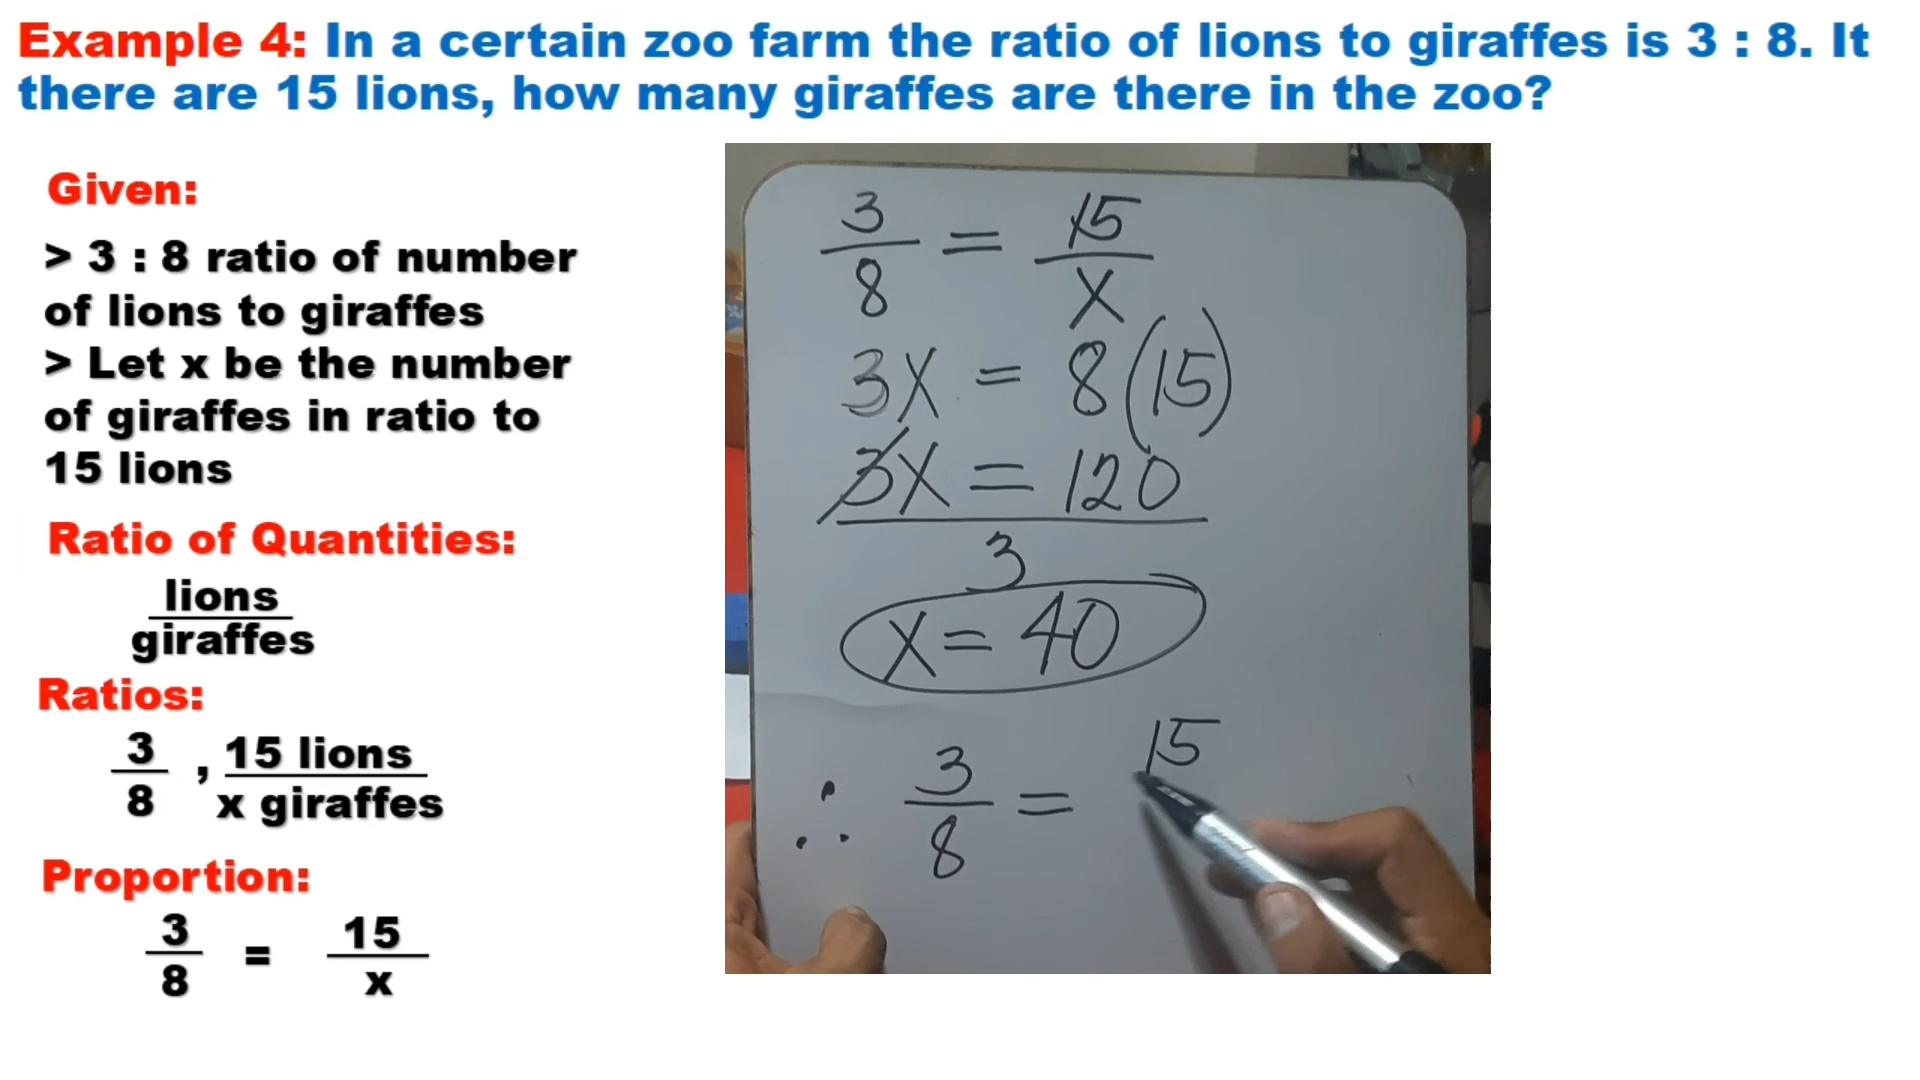 Example 4: In a certain zoo farm the ratio of lions to giraffes is 3 : 8. It
there are 15 lions, how many giraffes are there in the zoo?
Given:
> 3 : 8 ratio of number
of lions to giraffes
> Let x be the number
of giraffes in ratio to
15 lions
Ratio of Quantities:
lions
giraffes
Ratios:
3 , 15 lions
8 x giraffes
Proportion:
3 = 15
8 x
3 = 15
8 x
3x = 8(15)
3x = 120
3
x = 40
∴ 3 = 15
8